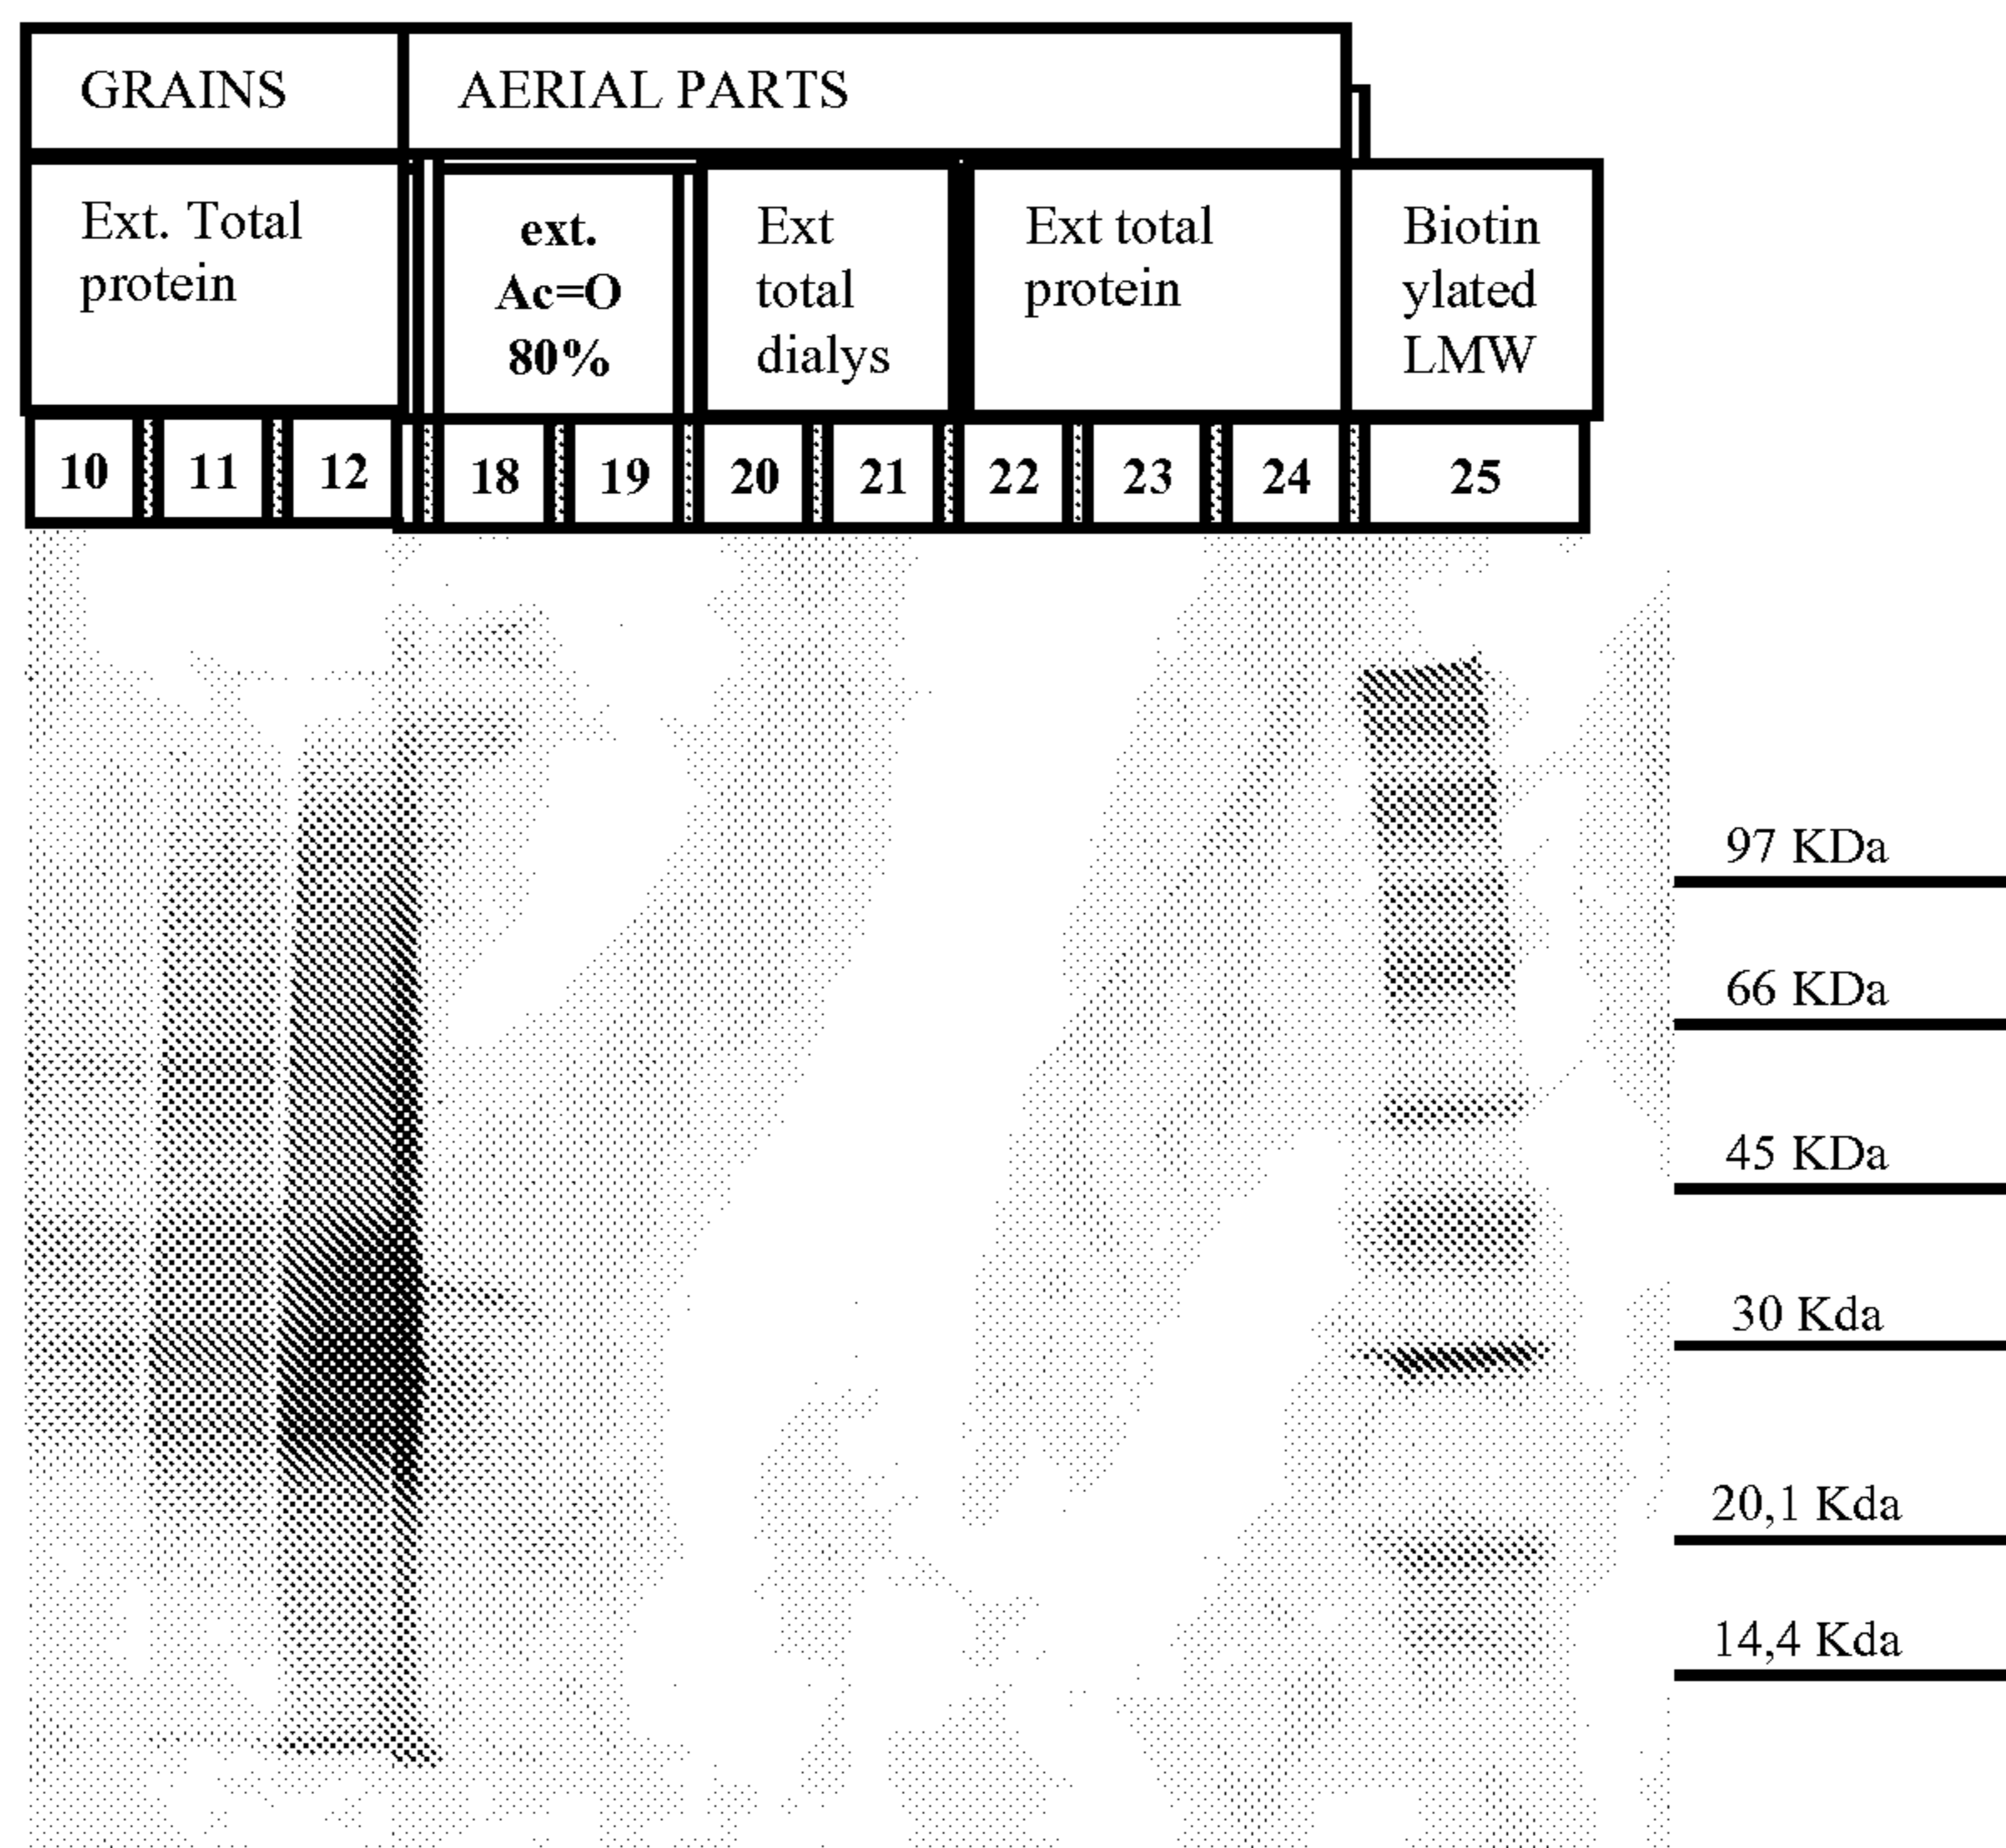 GRAINS
AERIAL PARTS
Ext. Total
protein
ext.
Ac=O
80%
Ext
total
dialys
Ext total
protein
Biotin
ylated
LMW
10 11 12 18 19 20 21 22 23 24 25
97 KDa
66 KDa
45 KDa
30 Kda
20,1 Kda
14,4 Kda